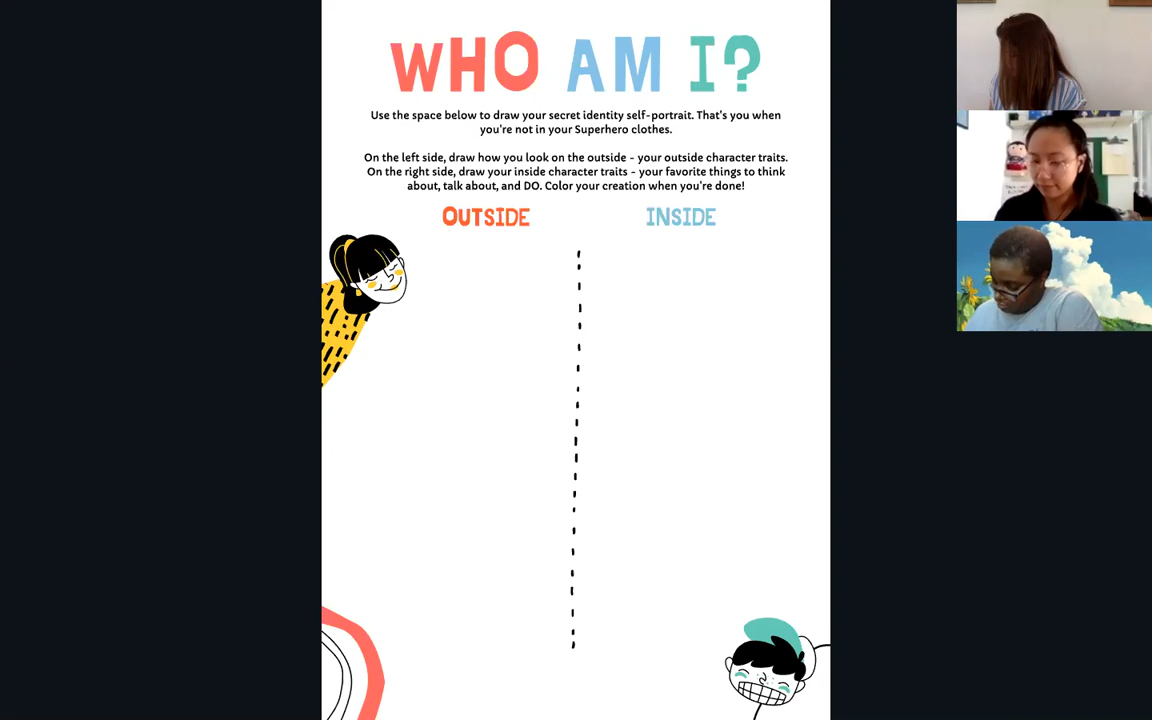 WHO AM I?
Use the space below to draw your secret identity self-portrait. That's you when
you're not in your Superhero clothes.
On the left side, draw how you look on the outside - your outside character traits.
On the right side, draw your inside character traits - your favorite things to think
about, talk about, and DO. Color your creation when you're done!
OUTSIDE INSIDE